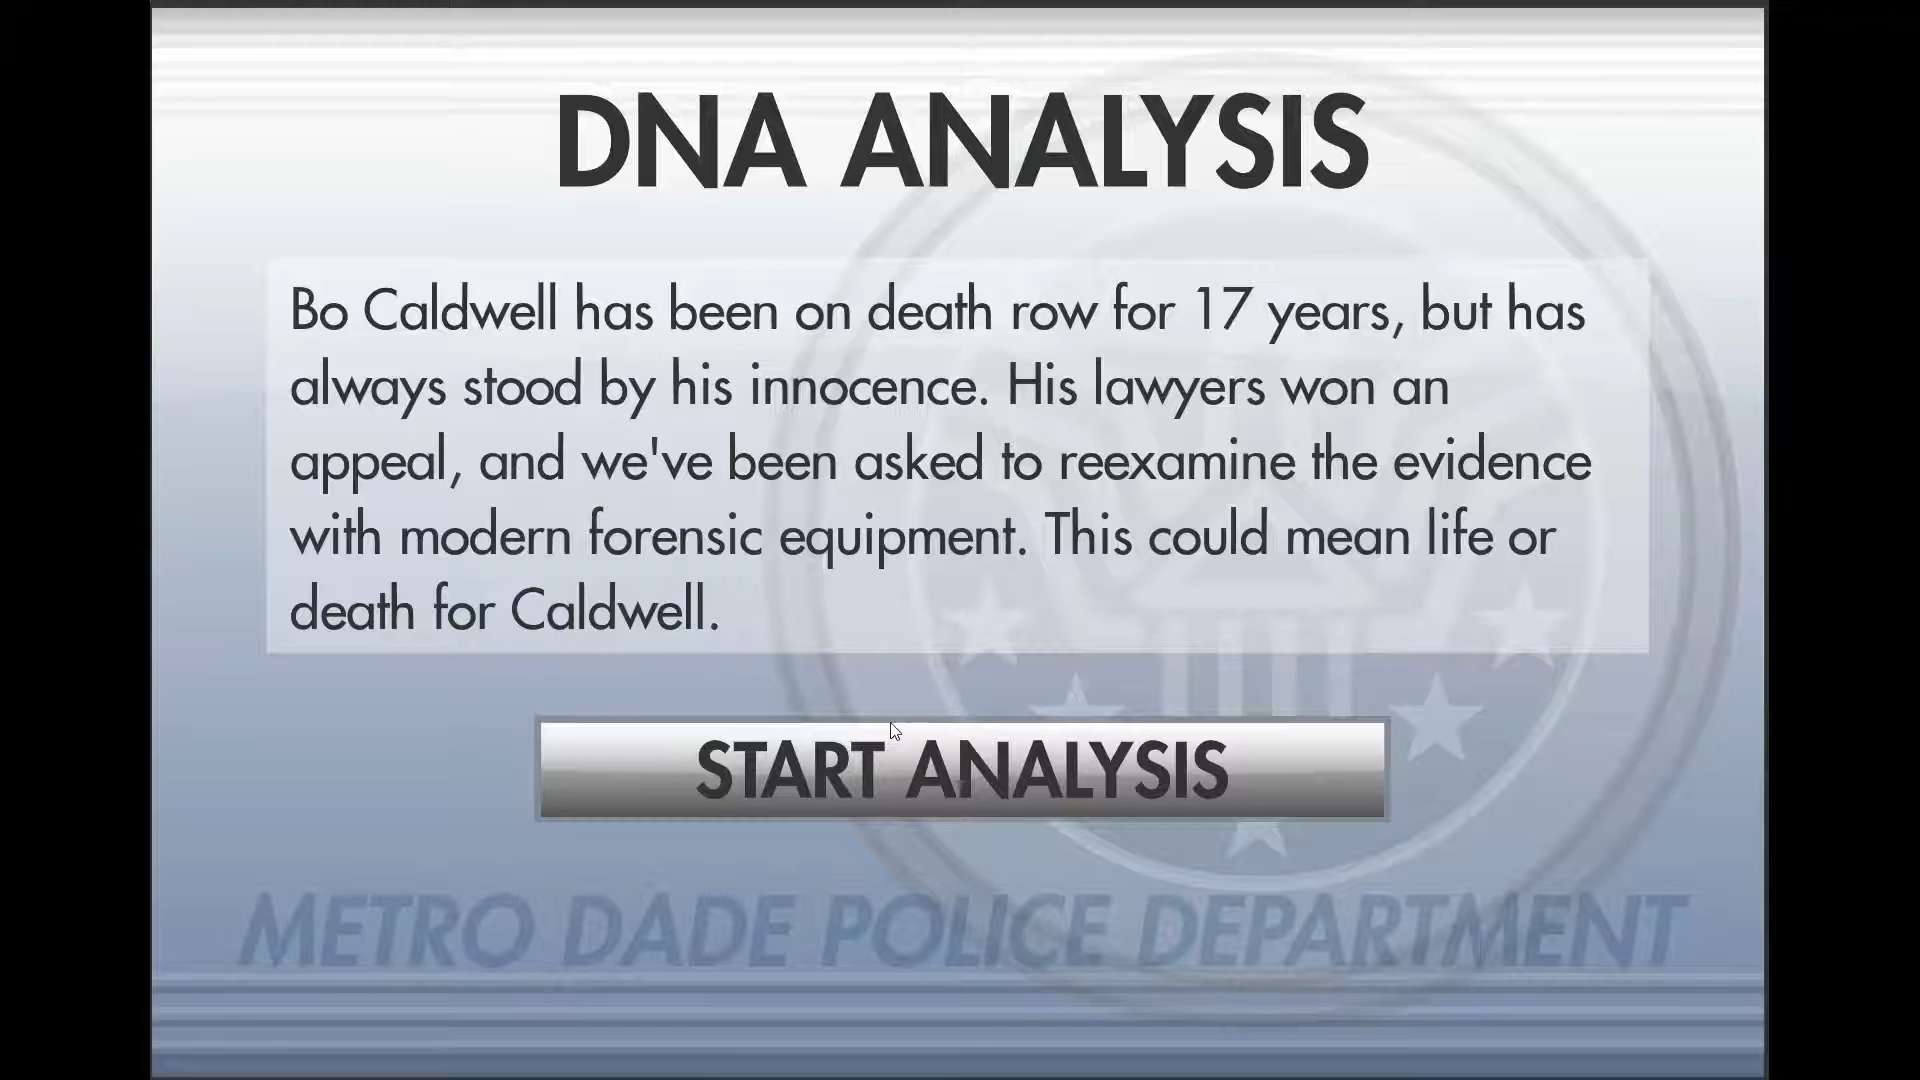 DNA ANALYSIS
Bo Caldwell has been on death row for 17 years, but has
always stood by his innocence. His lawyers won an
appeal, and we've been asked to reexamine the evidence
with modern forensic equipment. This could mean life or
death for Caldwell.
START ANALYSIS
METRO DADE POLICE DEPARTMENT